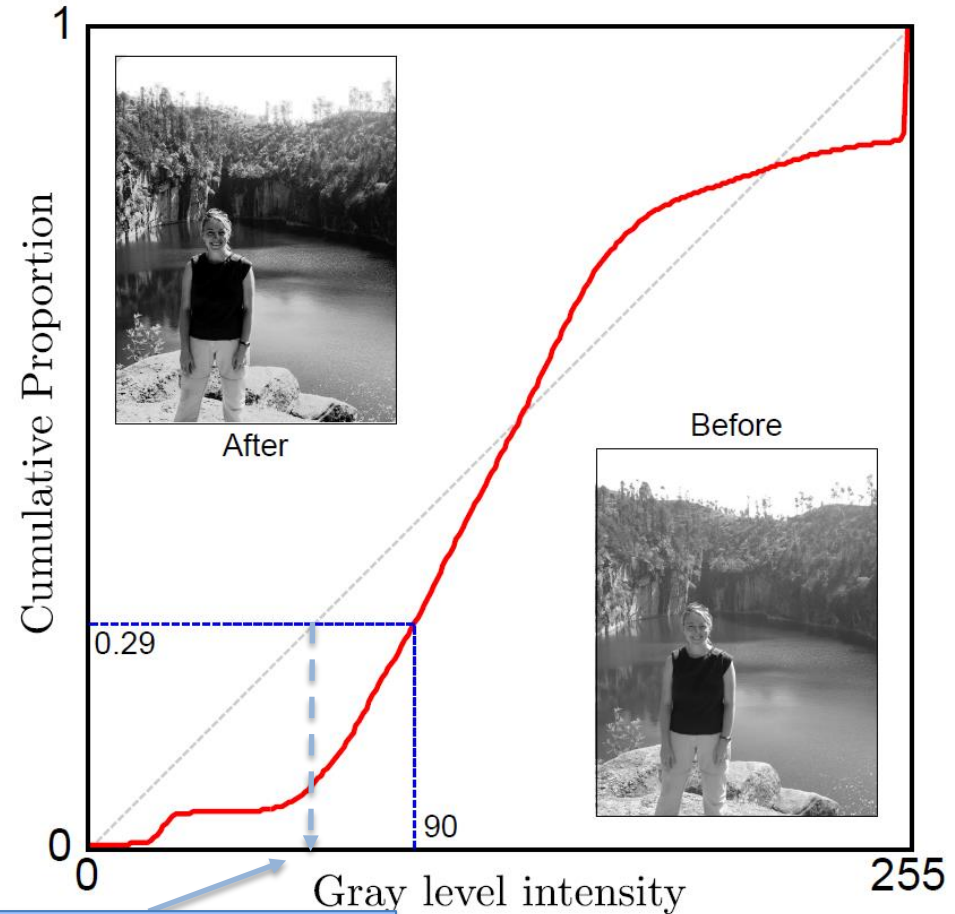 1
After
Before
Cumulative Proportion
0.29
90
0
0
255
Gray level intensity